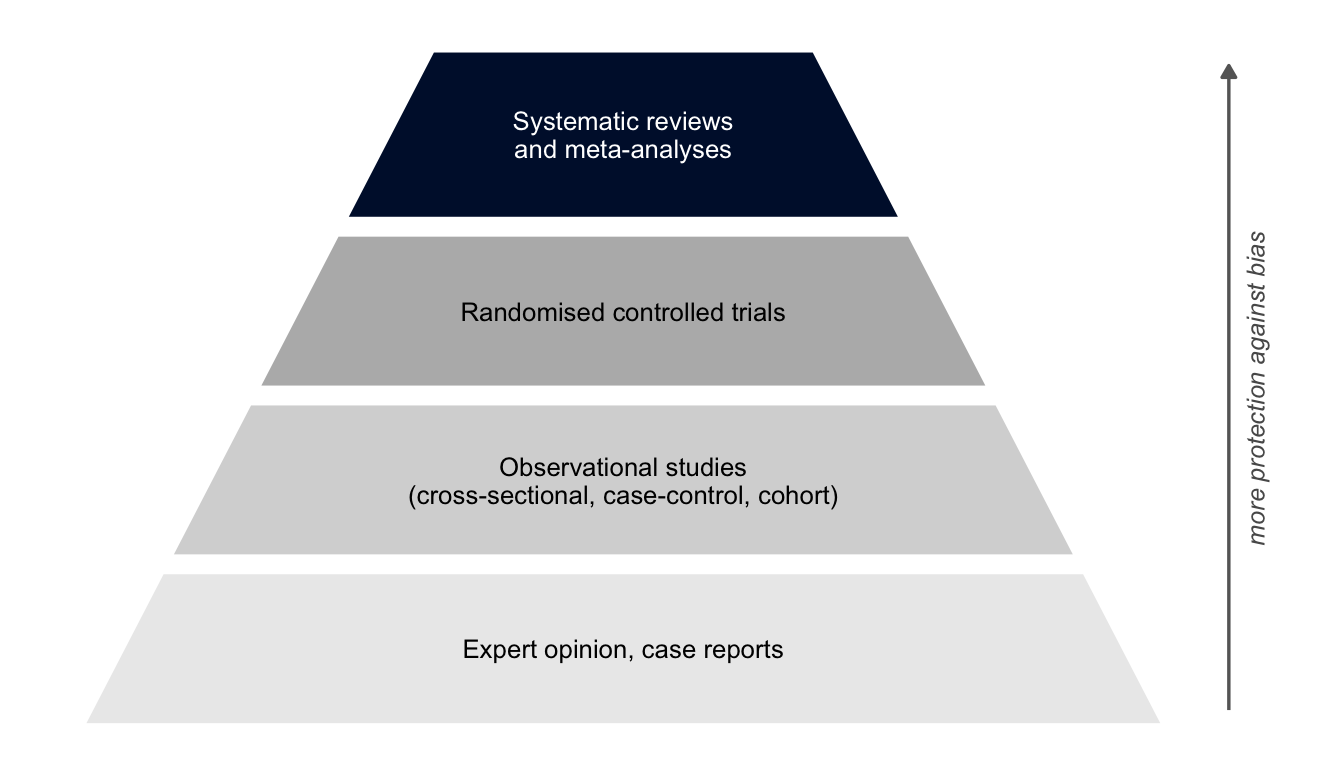 Systematic reviews
and meta-analyses
Randomised controlled trials
Observational studies
(cross-sectional, case-control, cohort)
Expert opinion, case reports
more protection against bias